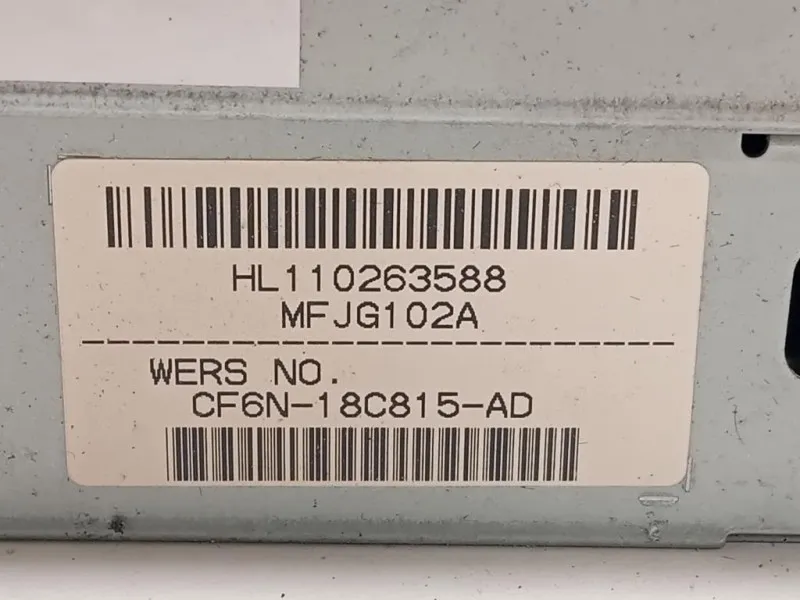 HL110263588
MFJG102A
WERS NO.
CF6N-18C815-AD